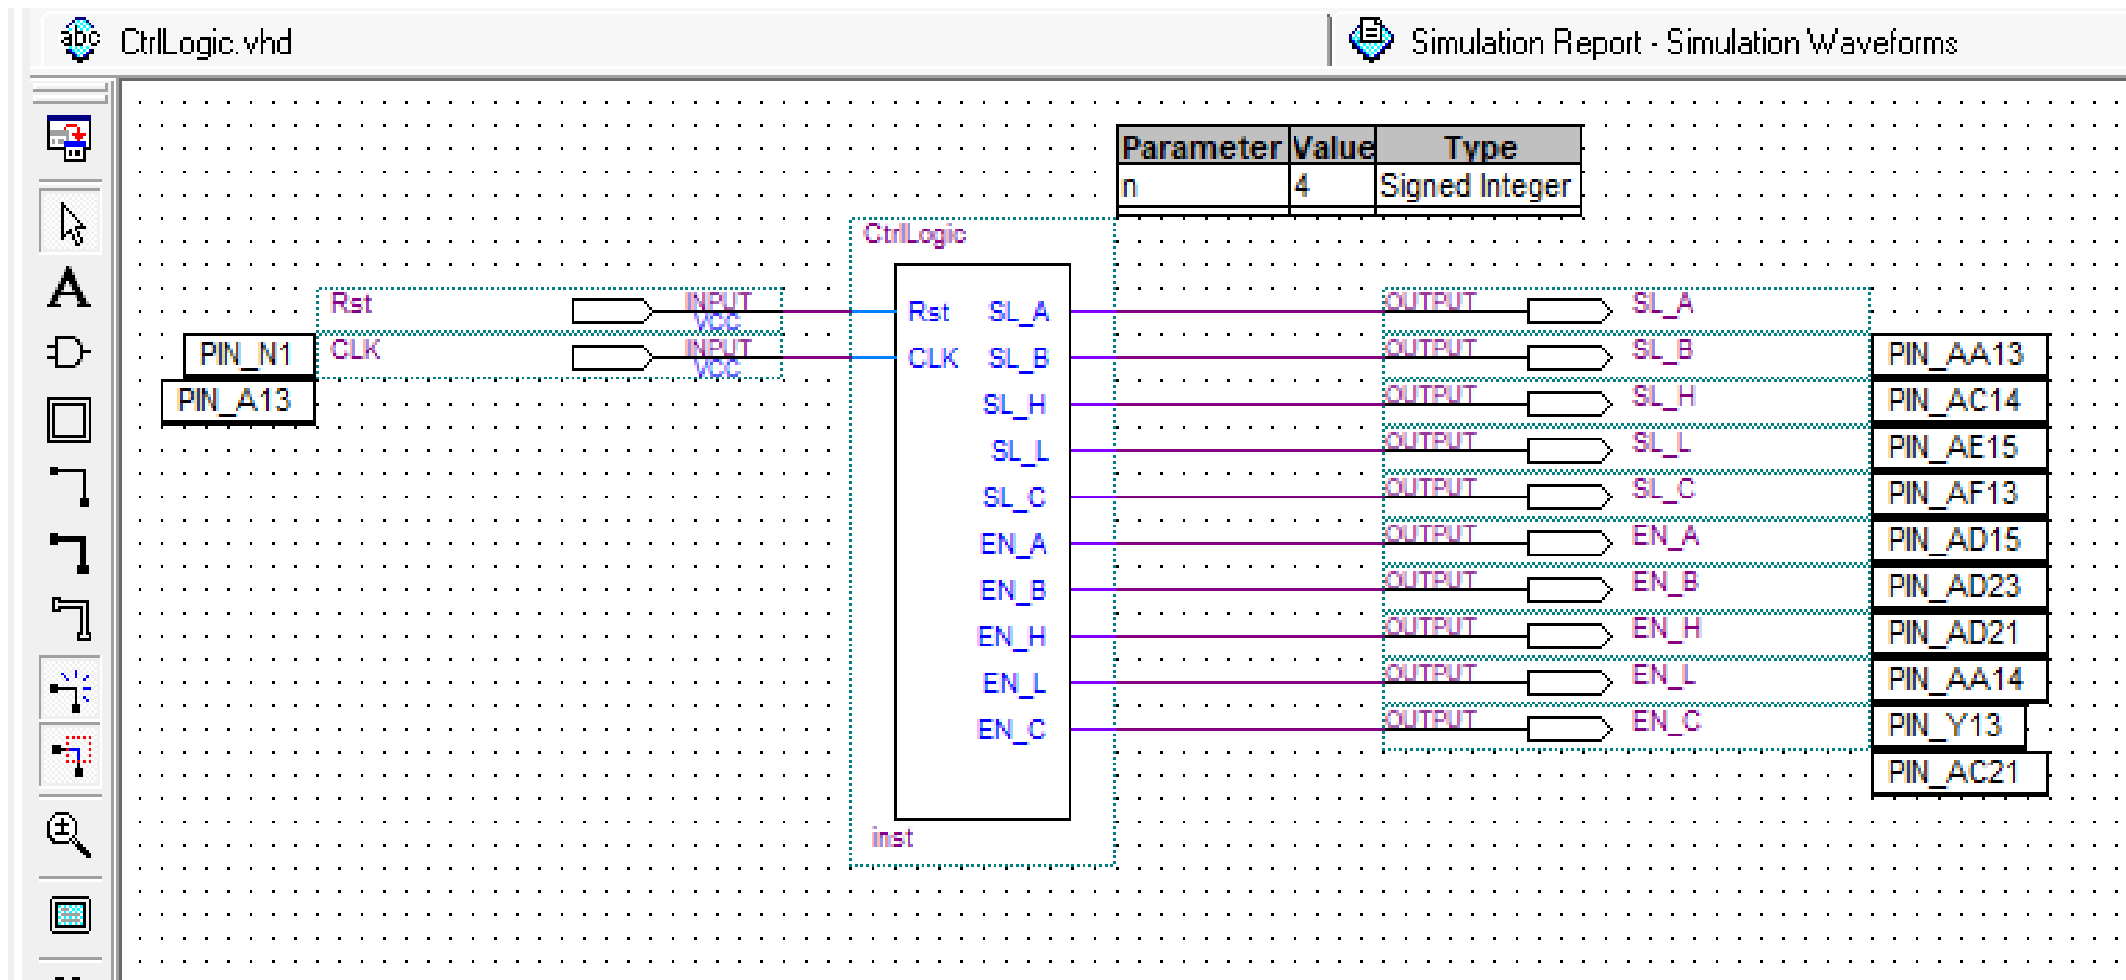 CtrlLogic.vhd
Simulation Report - Simulation Waveforms
Parameter Value Type
n 4 Signed Integer
CtrlLogic
Rst INPUT VCC
CLK INPUT VCC
PIN_N1
PIN_A13
Rst SL_A
CLK SL_B
SL_H
SL_L
SL_C
EN_A
EN_B
EN_H
EN_L
EN_C
inst
OUTPUT SL_A
OUTPUT SL_B
OUTPUT SL_H
OUTPUT SL_L
OUTPUT SL_C
OUTPUT EN_A
OUTPUT EN_B
OUTPUT EN_H
OUTPUT EN_L
OUTPUT EN_C
PIN_AA13
PIN_AC14
PIN_AE15
PIN_AF13
PIN_AD15
PIN_AD23
PIN_AD21
PIN_AA14
PIN_Y13
PIN_AC21